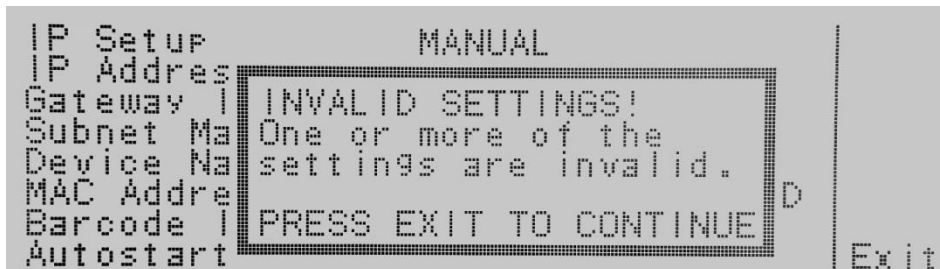 IP Setup MANUAL
IP Addres
Gateway I
INVALID SETTINGS!
Subnet Ma
One or more of the
Device Na
settings are invalid.
MAC Addre D
Barcode I
PRESS EXIT TO CONTINUE
Autostart Exit